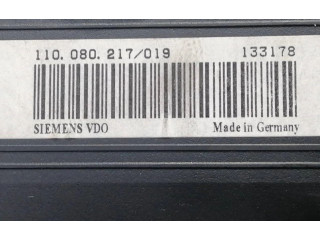 110.080.217/019 133178
SIEMENS VDO Made in Germany